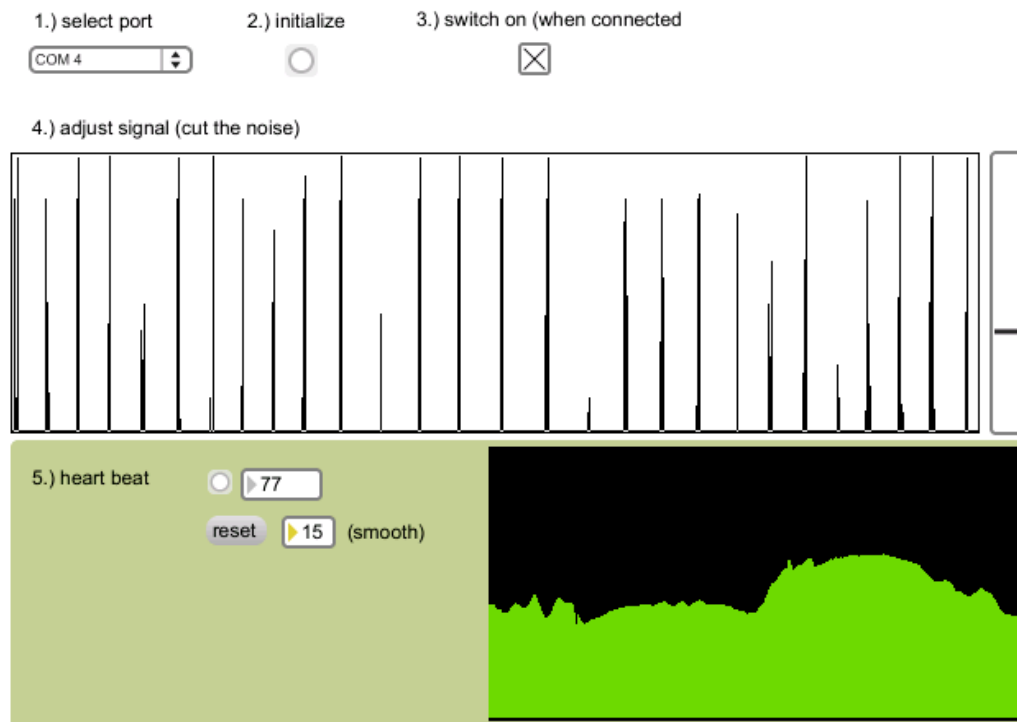 1.) select port 2.) initialize 3.) switch on (when connected
COM 4
4.) adjust signal (cut the noise)
5.) heart beat 77
reset 15 (smooth)